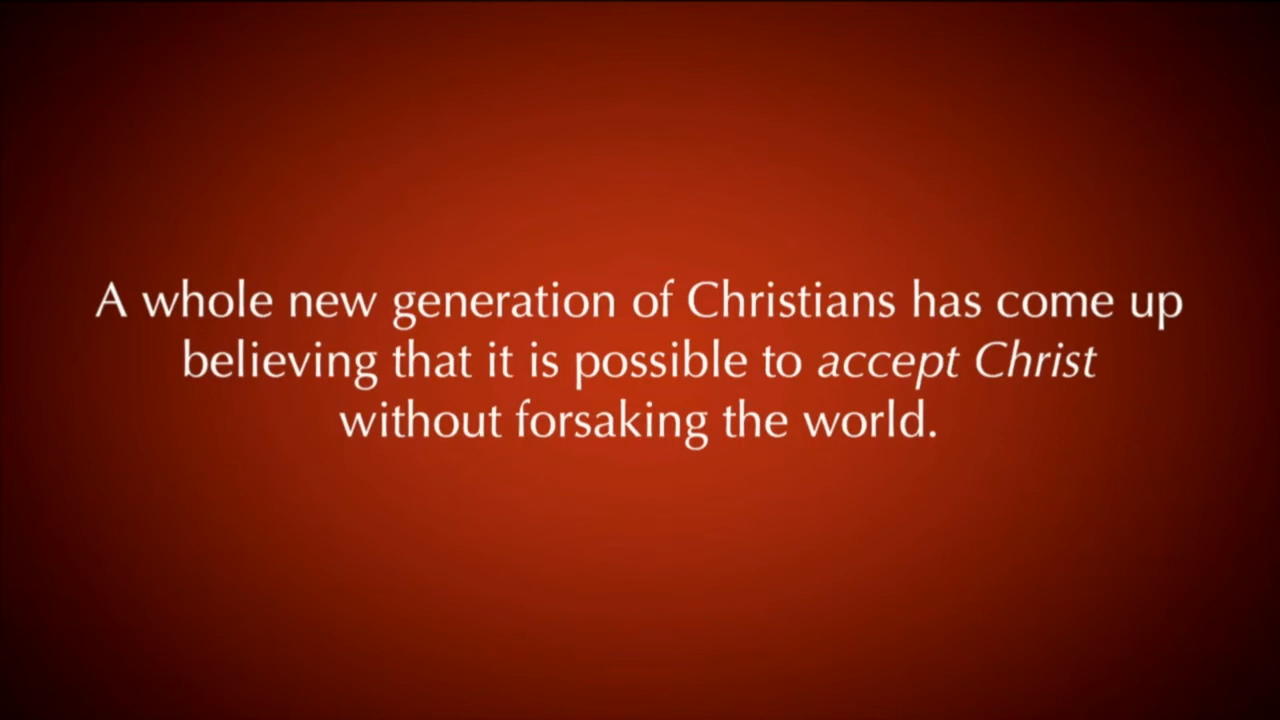 A whole new generation of Christians has come up
believing that it is possible to accept Christ
without forsaking the world.